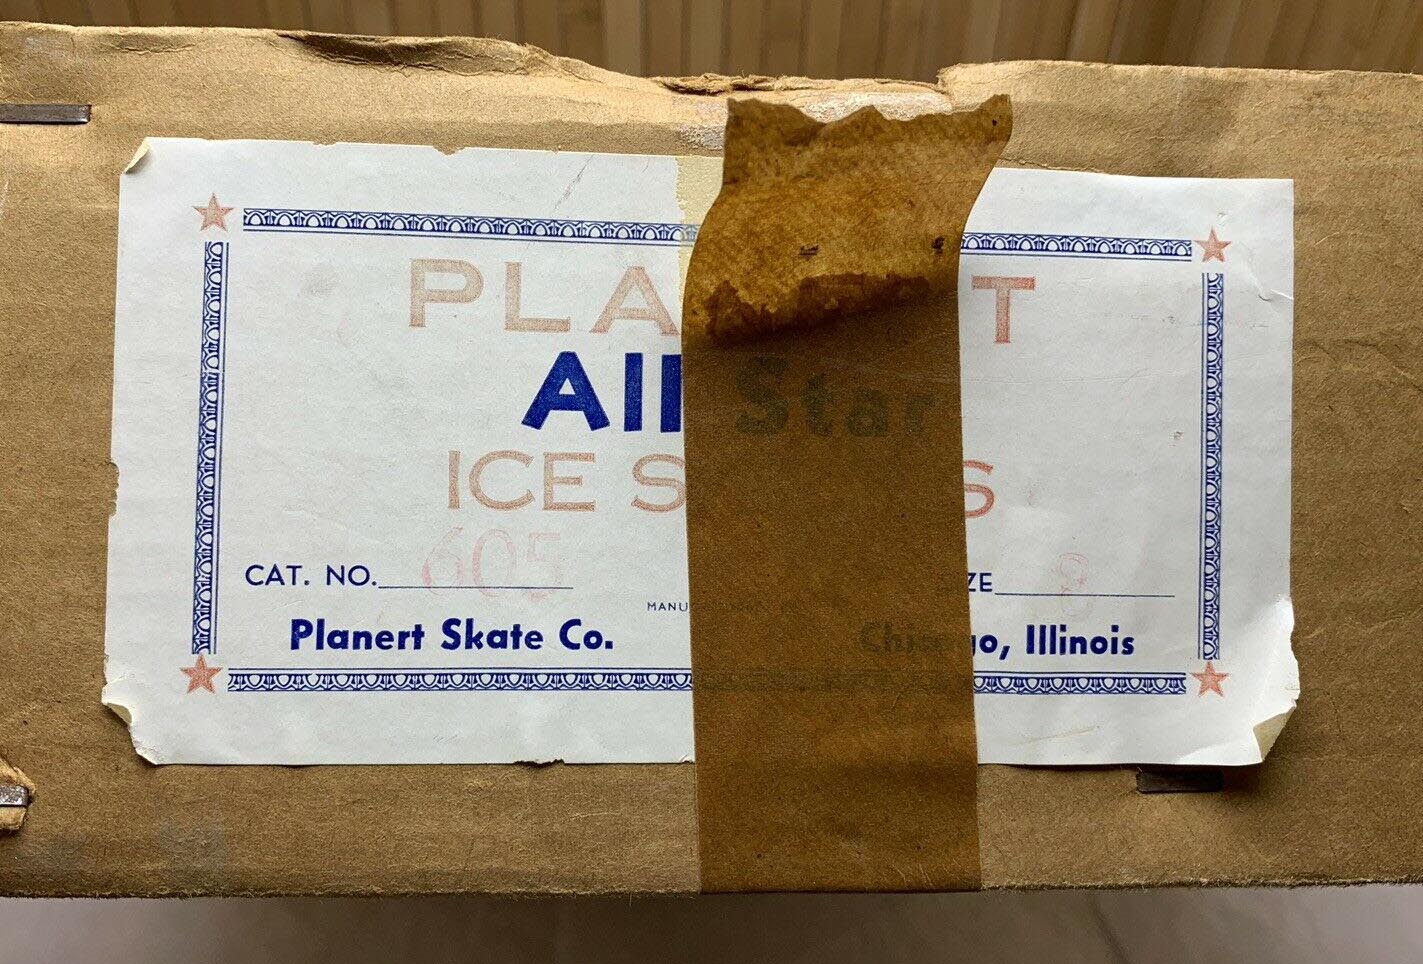 PLA T
All Star
ICE S S
CAT. NO. 605 ZE 8
MANU
Planert Skate Co. Chicago, Illinois